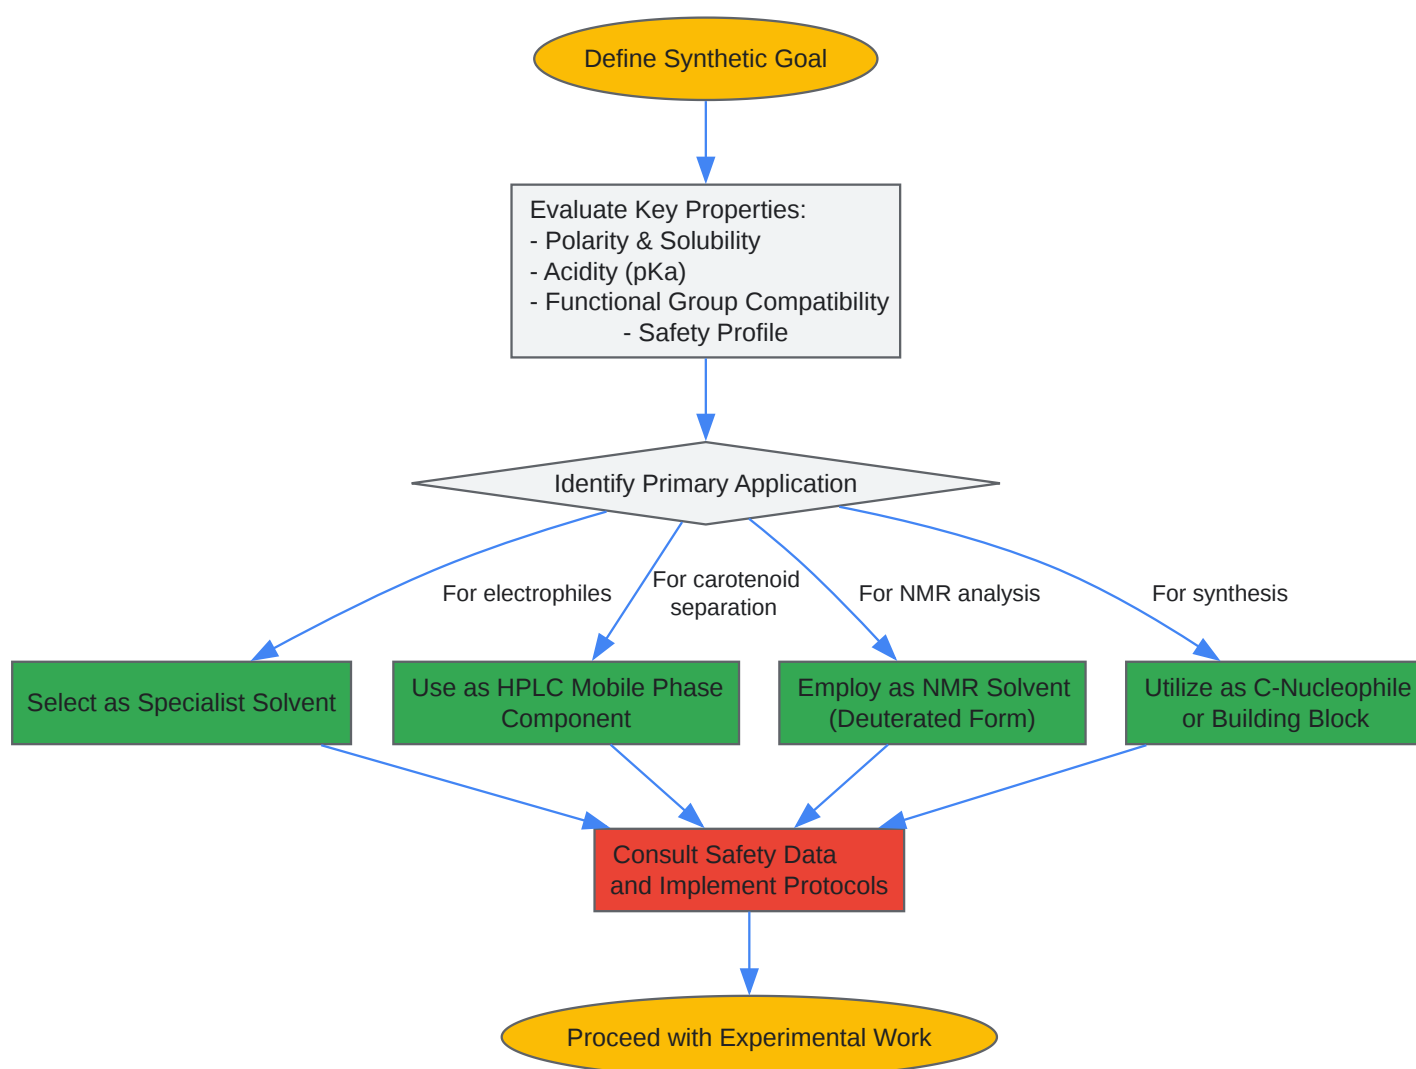 Define Synthetic Goal
Evaluate Key Properties:
- Polarity & Solubility
- Acidity (pKa)
- Functional Group Compatibility
- Safety Profile
Identify Primary Application
For electrophiles
For carotenoid
separation
For NMR analysis
For synthesis
Select as Specialist Solvent
Use as HPLC Mobile Phase
Component
Employ as NMR Solvent
(Deuterated Form)
Utilize as C-Nucleophile
or Building Block
Consult Safety Data
and Implement Protocols
Proceed with Experimental Work